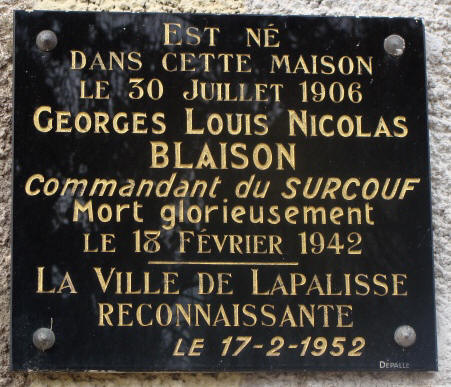 EST NÉ
DANS CETTE MAISON
LE 30 JUILLET 1906
GEORGES LOUIS NICOLAS
BLAISON
Commandant du SURCOUF
Mort glorieusement
LE 18 FÉVRIER 1942
LA VILLE DE LAPALISSE
RECONNAISSANTE
LE 17-2-1952
DÉPALLE